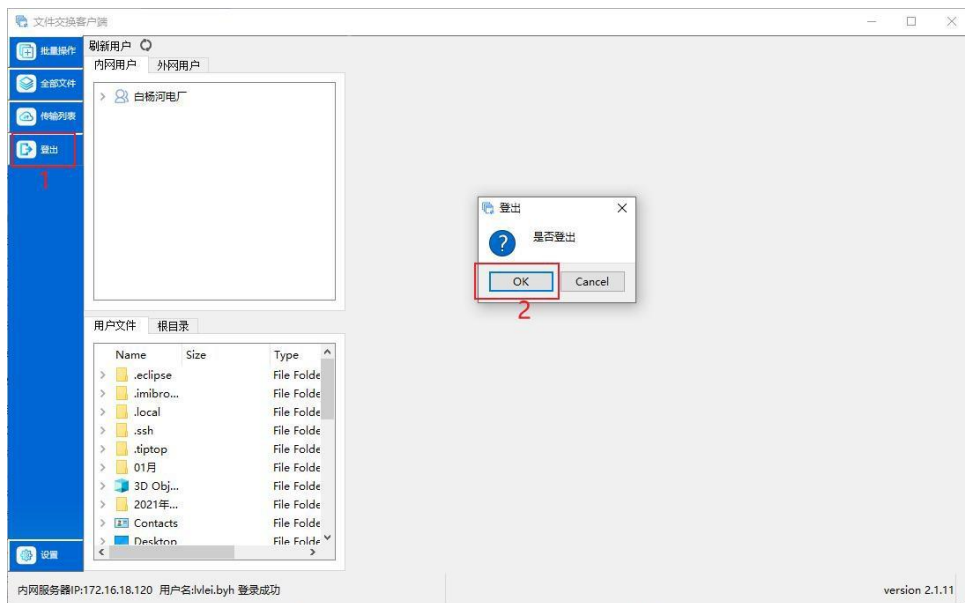 文件交换客户端
批量操作
全部文件
传输列表
登出
1
设置
刷新用户
内网用户 外网用户
白杨河电厂
登出
是否登出
OK Cancel
2
用户文件 根目录
Name Size Type
.eclipse File Folde
.imibro... File Folde
.local File Folde
.ssh File Folde
.tiptop File Folde
01月 File Folde
3D Obj... File Folde
2021年... File Folde
Contacts File Folde
Desktop File Folde
内网服务器IP:172.16.18.120 用户名:lvlei.byh 登录成功
version 2.1.11